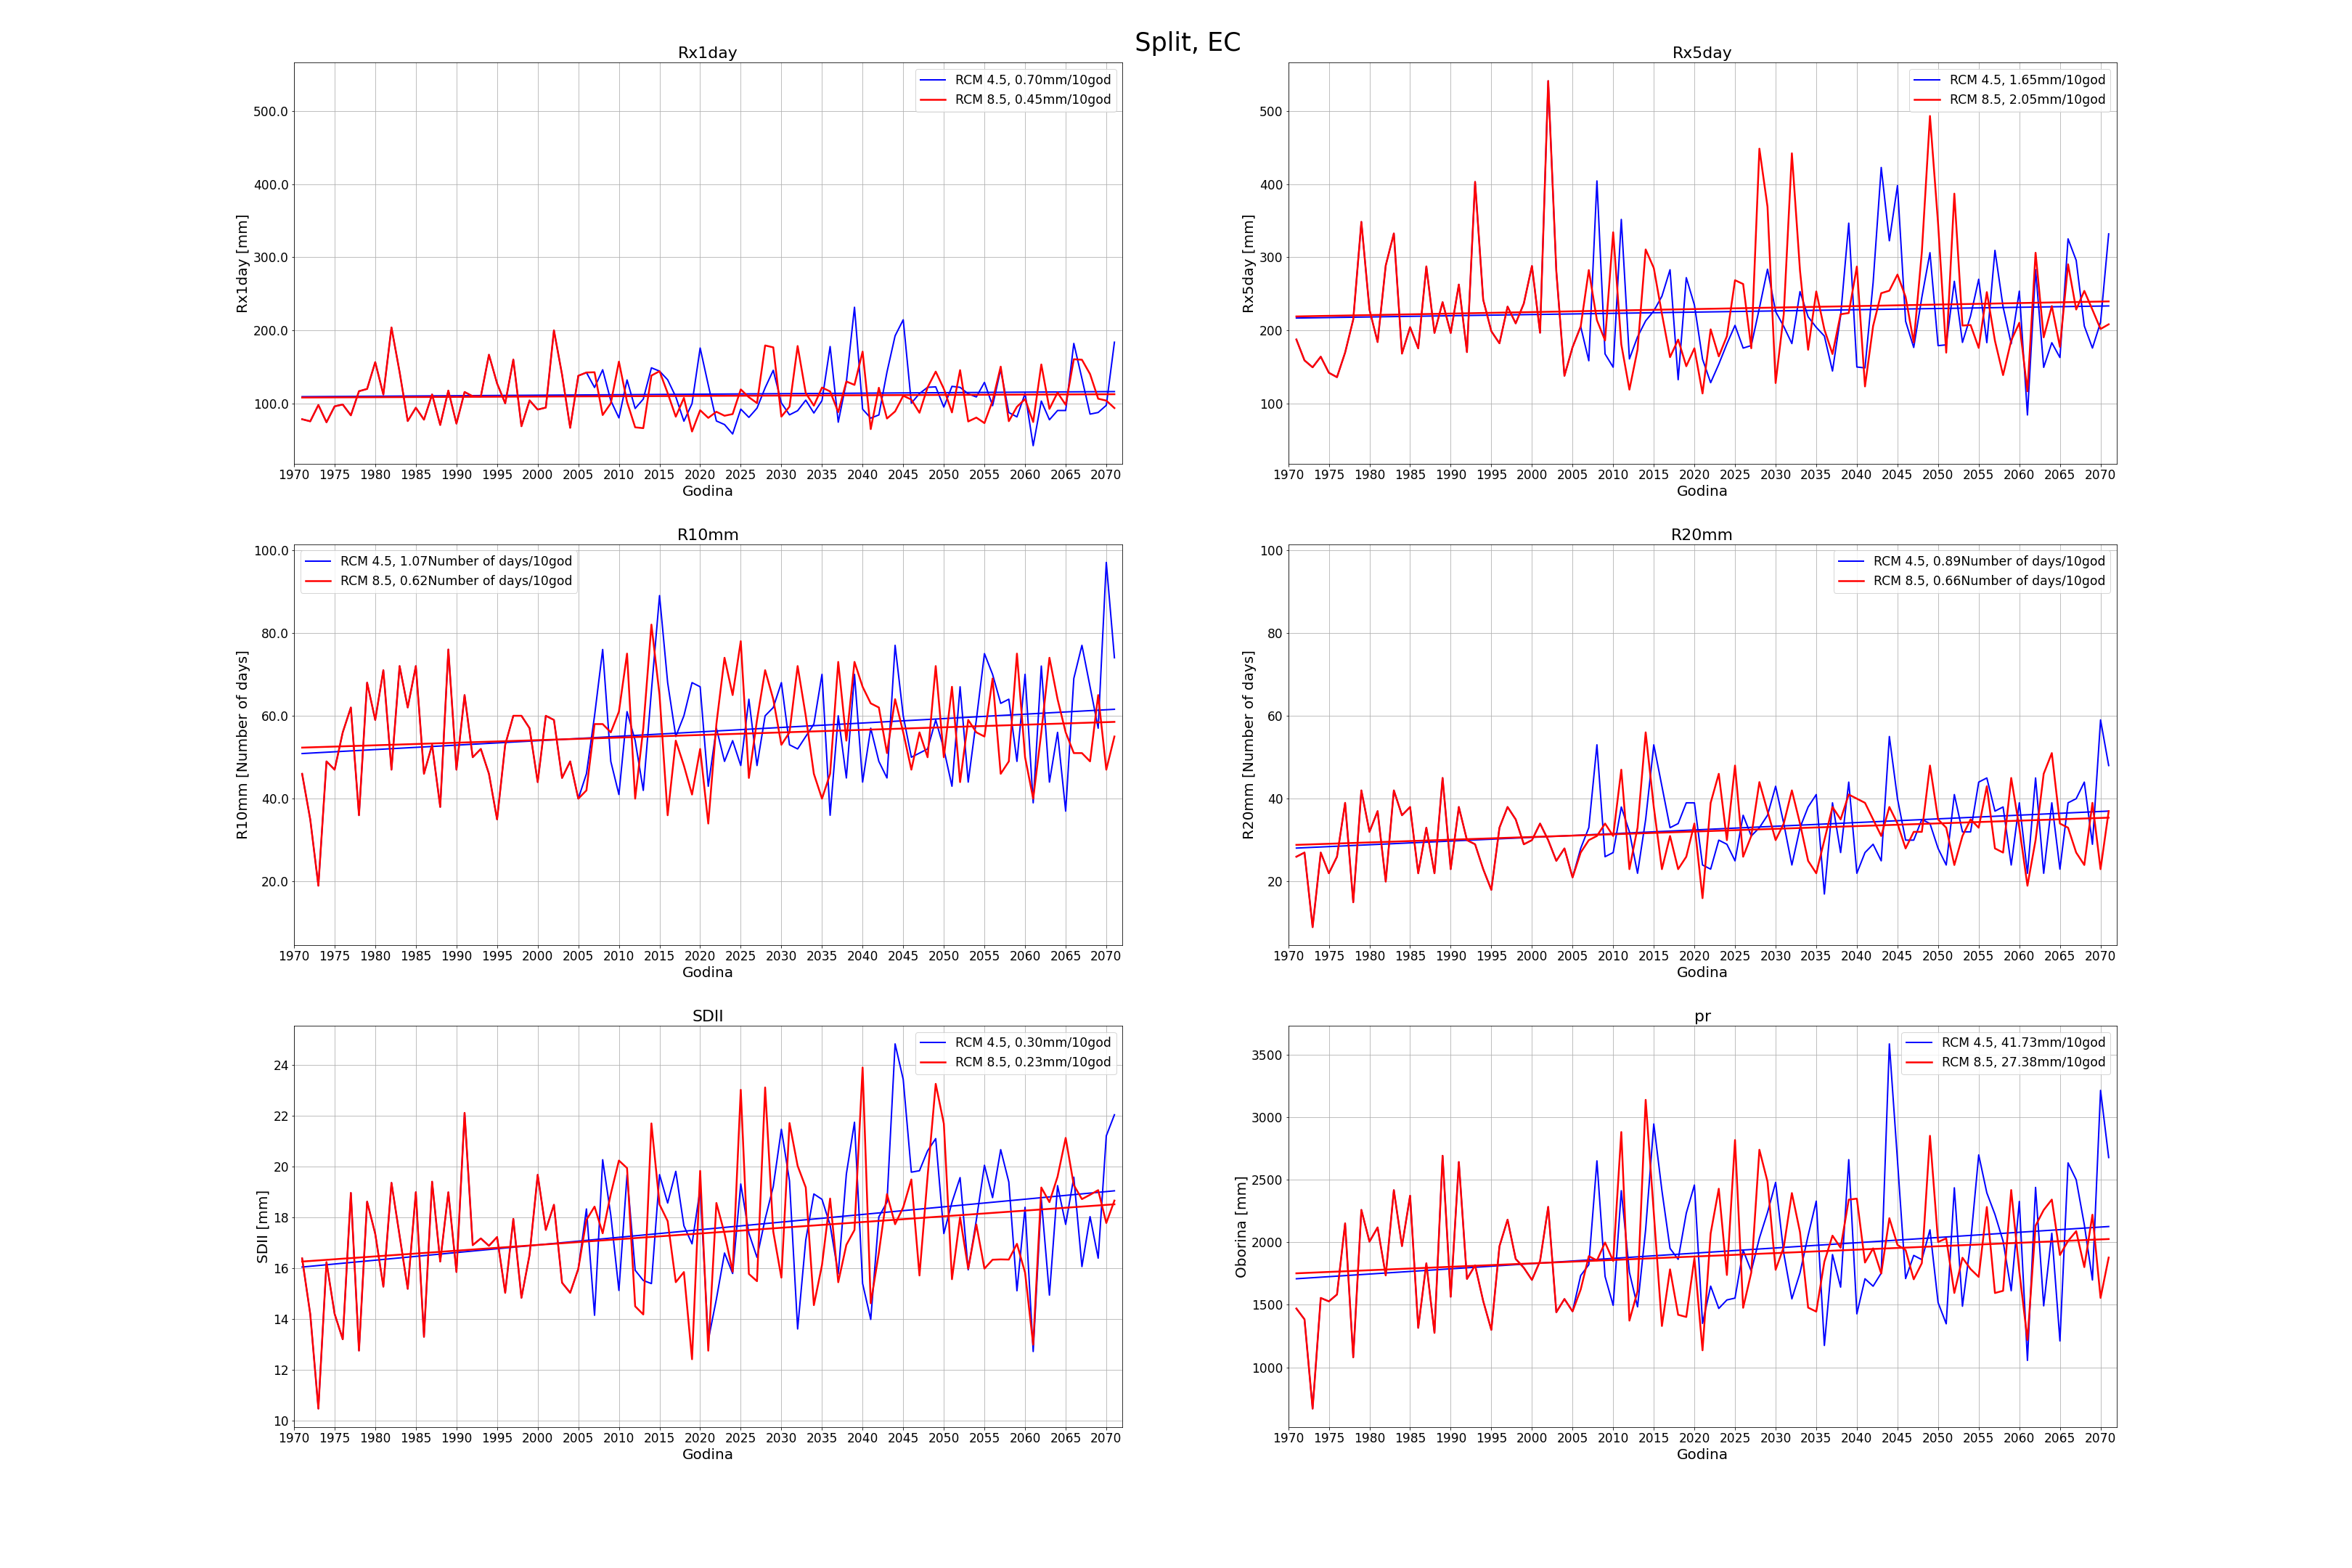 Split, EC
Rx1day
RCM 4.5, 0.70mm/10god
RCM 8.5, 0.45mm/10god
Rx1day [mm]
500.0
400.0
300.0
200.0
100.0
1970 1975 1980 1985 1990 1995 2000 2005 2010 2015 2020 2025 2030 2035 2040 2045 2050 2055 2060 2065 2070
Godina
Rx5day
RCM 4.5, 1.65mm/10god
RCM 8.5, 2.05mm/10god
Rx5day [mm]
500
400
300
200
100
1970 1975 1980 1985 1990 1995 2000 2005 2010 2015 2020 2025 2030 2035 2040 2045 2050 2055 2060 2065 2070
Godina
R10mm
RCM 4.5, 1.07Number of days/10god
RCM 8.5, 0.62Number of days/10god
R10mm [Number of days]
100.0
80.0
60.0
40.0
20.0
1970 1975 1980 1985 1990 1995 2000 2005 2010 2015 2020 2025 2030 2035 2040 2045 2050 2055 2060 2065 2070
Godina
R20mm
RCM 4.5, 0.89Number of days/10god
RCM 8.5, 0.66Number of days/10god
R20mm [Number of days]
100
80
60
40
20
1970 1975 1980 1985 1990 1995 2000 2005 2010 2015 2020 2025 2030 2035 2040 2045 2050 2055 2060 2065 2070
Godina
SDII
RCM 4.5, 0.30mm/10god
RCM 8.5, 0.23mm/10god
SDII [mm]
24
22
20
18
16
14
12
10
1970 1975 1980 1985 1990 1995 2000 2005 2010 2015 2020 2025 2030 2035 2040 2045 2050 2055 2060 2065 2070
Godina
pr
RCM 4.5, 41.73mm/10god
RCM 8.5, 27.38mm/10god
Oborina [mm]
3500
3000
2500
2000
1500
1000
1970 1975 1980 1985 1990 1995 2000 2005 2010 2015 2020 2025 2030 2035 2040 2045 2050 2055 2060 2065 2070
Godina